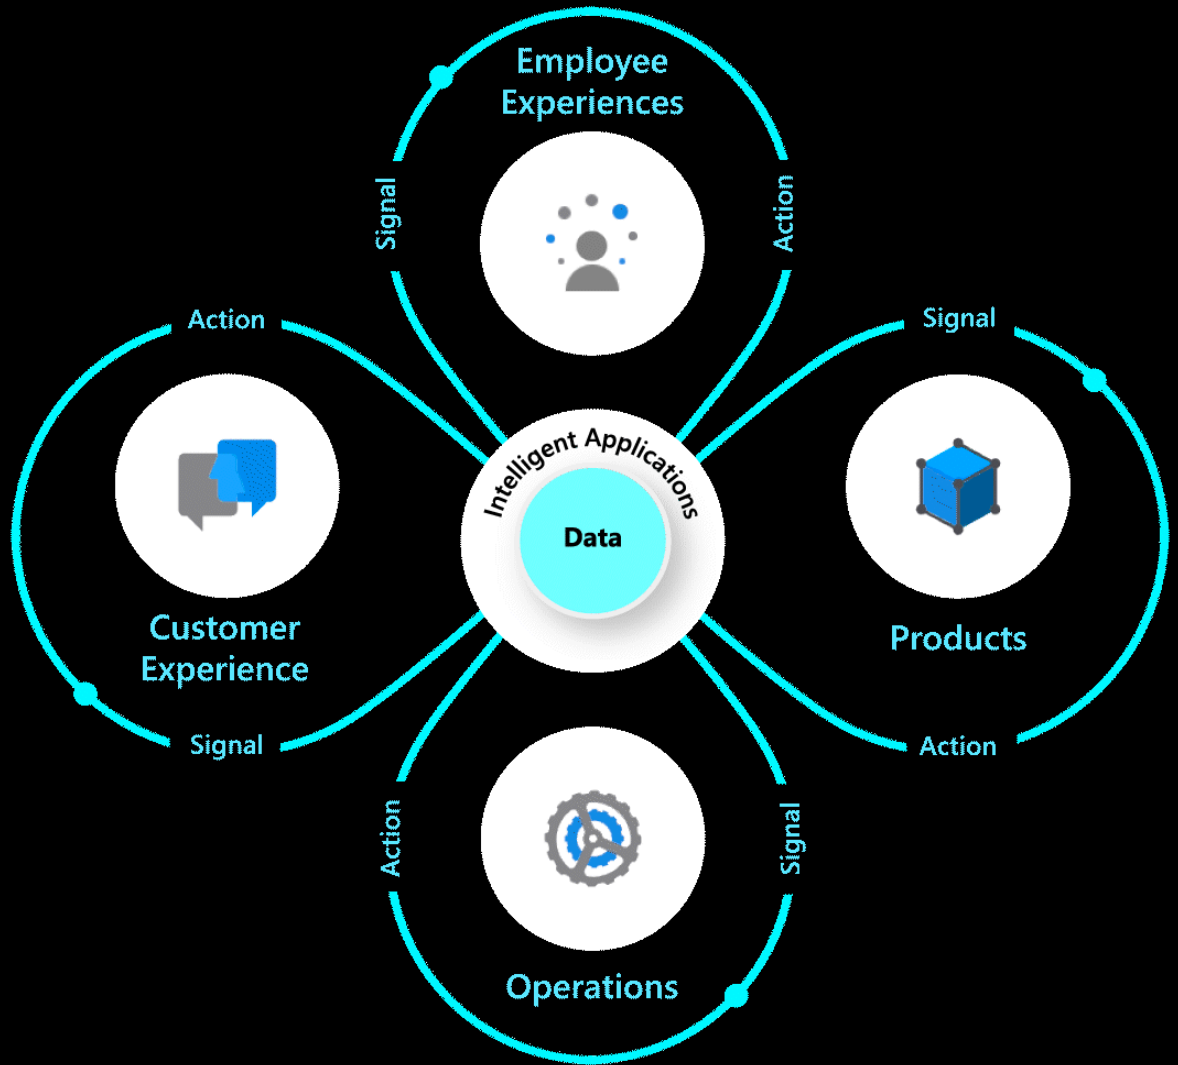 Employee
Experiences
Signal
Action
Action
Signal
Intelligent Applications
Data
Customer
Experience
Products
Signal
Action
Action
Signal
Operations